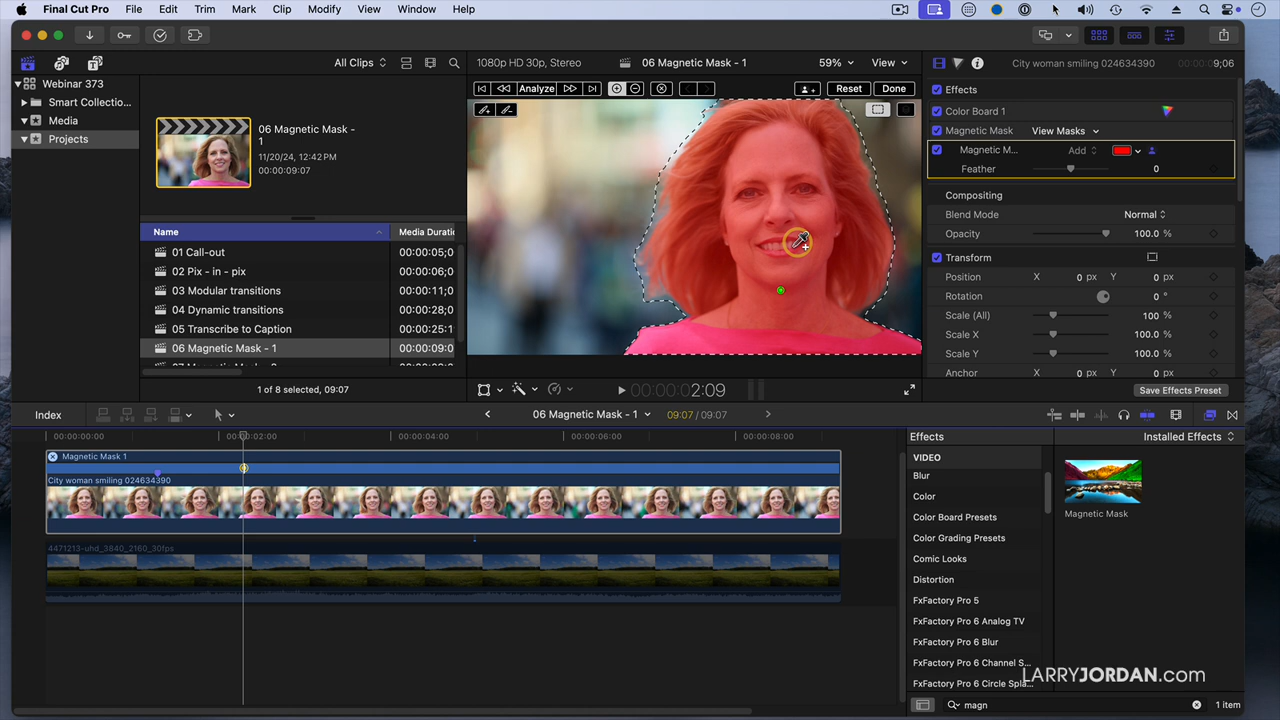 Final Cut Pro File Edit Trim Mark Clip Modify View Window Help
All Clips
1080p HD 30p, Stereo 06 Magnetic Mask - 1 59% View
City woman smiling 024634390 9;06
Webinar 373
Smart Collectio...
Media
Projects
06 Magnetic Mask -
1
11/20/24, 12:42 PM
00:00:09:07
Name Media Duratic
01 Call-out 00:00:05;0
02 Pix - in - pix 00:00:07;0
03 Modular transitions 00:00:11;0
04 Dynamic transitions 00:00:28;0
05 Transcribe to Caption 00:00:25:1
06 Magnetic Mask - 1 00:00:09:0
1 of 8 selected, 09:07
Analyze Reset Done
00:00:00:02:09
Effects
Color Board 1
Magnetic Mask View Masks
Magnetic M... Add
Feather 0
Compositing
Blend Mode Normal
Opacity 100.0 %
Transform
Position X 0 px Y 0 px
Rotation 0 °
Scale (All) 100 %
Scale X 100.0 %
Scale Y 100.0 %
Anchor X 0 px Y 0 px
Save Effects Preset
Index 06 Magnetic Mask - 1 09:07 / 09:07
00:00:00:00 00:00:02:00 00:00:04:00 00:00:06:00 00:00:08:00
Magnetic Mask 1
City woman smiling 024634390
4471213-uhd_3840_2160_30fps
Effects Installed Effects
VIDEO
Blur
Color
Color Board Presets
Color Grading Presets
Comic Looks
Distortion
FxFactory Pro 5
FxFactory Pro 6 Analog TV
FxFactory Pro 6 Blur
FxFactory Pro 6 Channel S...
FxFactory Pro 6 Circle Spla...
Magnetic Mask
LARRYJORDAN.com
magn 1 item